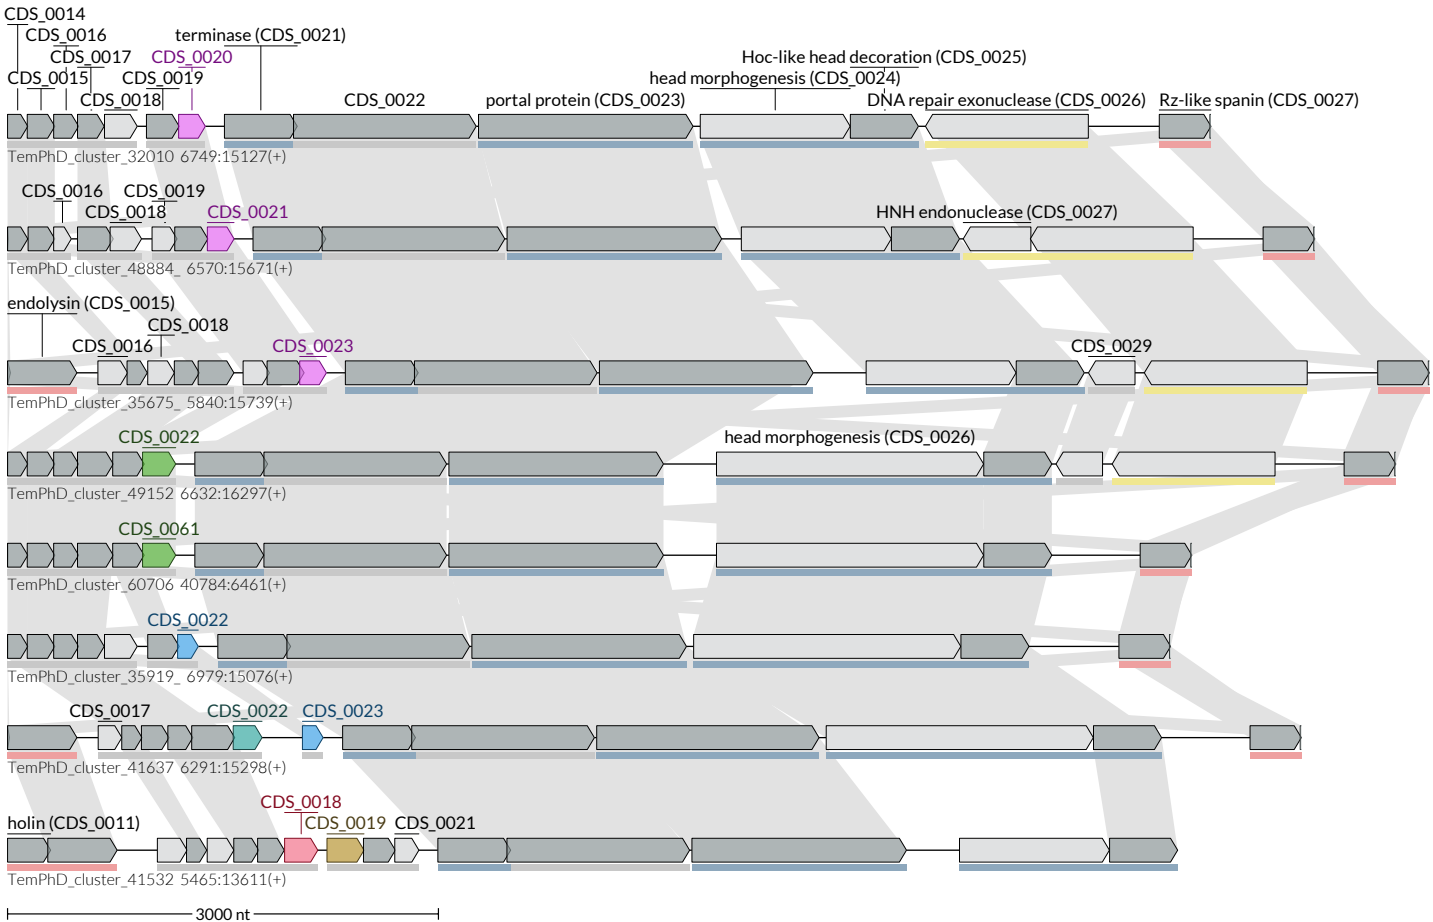 CDS_0014
CDS_0016 terminase (CDS_0021)
CDS_0017 CDS_0020 Hoc-like head decoration (CDS_0025)
CDS_0015 CDS_0019 head morphogenesis (CDS_0024)
CDS_0018 CDS_0022 portal protein (CDS_0023) DNA repair exonuclease (CDS_0026) Rz-like spanin (CDS_0027)
TemPhD_cluster_32010 6749:15127(+)
CDS_0016 CDS_0019
CDS_0018 CDS_0021 HNH endonuclease (CDS_0027)
TemPhD_cluster_48884_ 6570:15671(+)
endolysin (CDS_0015)
CDS_0018
CDS_0016 CDS_0023 CDS_0029
TemPhD_cluster_35675_ 5840:15739(+)
CDS_0022 head morphogenesis (CDS_0026)
TemPhD_cluster_49152 6632:16297(+)
CDS_0061
TemPhD_cluster_60706 40784:6461(+)
CDS_0022
TemPhD_cluster_35919_ 6979:15076(+)
CDS_0017 CDS_0022 CDS_0023
TemPhD_cluster_41637 6291:15298(+)
CDS_0018
holin (CDS_0011) CDS_0019 CDS_0021
TemPhD_cluster_41532 5465:13611(+)
3000 nt